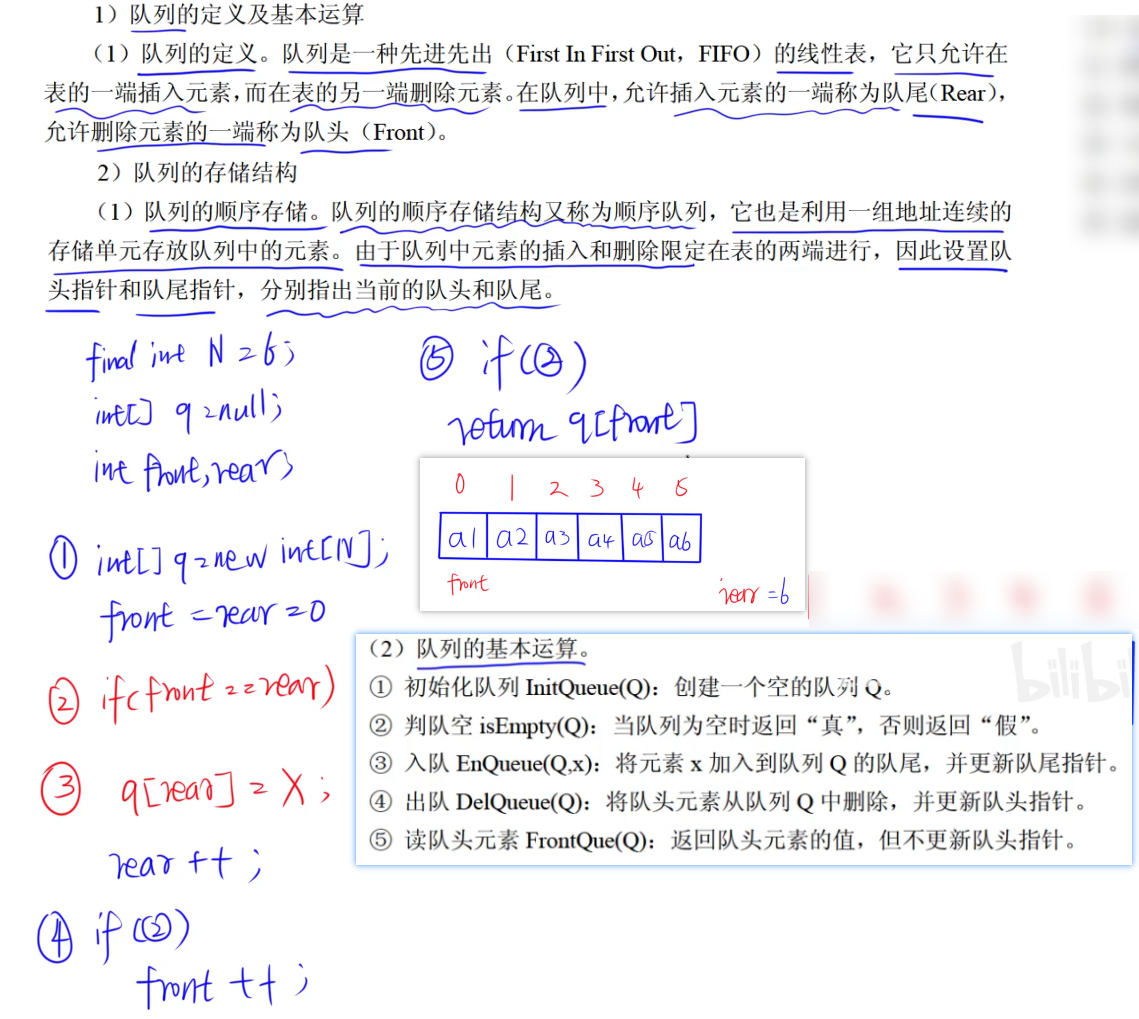 1）队列的定义及基本运算
（1）队列的定义。队列是一种先进先出（First In First Out，FIFO）的线性表，它只允许在
表的一端插入元素，而在表的另一端删除元素。在队列中，允许插入元素的一端称为队尾（Rear），
允许删除元素的一端称为队头（Front）。
2）队列的存储结构
（1）队列的顺序存储。队列的顺序存储结构又称为顺序队列，它也是利用一组地址连续的
存储单元存放队列中的元素。由于队列中元素的插入和删除限定在表的两端进行，因此设置队
头指针和队尾指针，分别指出当前的队头和队尾。
final int N=6;
int[] q=null;
int front,rear;
① int[] q=new int[N];
front=rear=0
② if(front==rear)
③ q[rear]=X;
rear++;
④ if(②)
front++;
⑤ if(②)
return q[front]
0 1 2 3 4 5
a1 a2 a3 a4 a5 a6
front rear=6
（2）队列的基本运算。
① 初始化队列 InitQueue(Q)：创建一个空的队列 Q。
② 判队空 isEmpty(Q)：当队列为空时返回“真”，否则返回“假”。
③ 入队 EnQueue(Q,x)：将元素 x 加入到队列 Q 的队尾，并更新队尾指针。
④ 出队 DelQueue(Q)：将队头元素从队列 Q 中删除，并更新队头指针。
⑤ 读队头元素 FrontQue(Q)：返回队头元素的值，但不更新队头指针。
bilibi